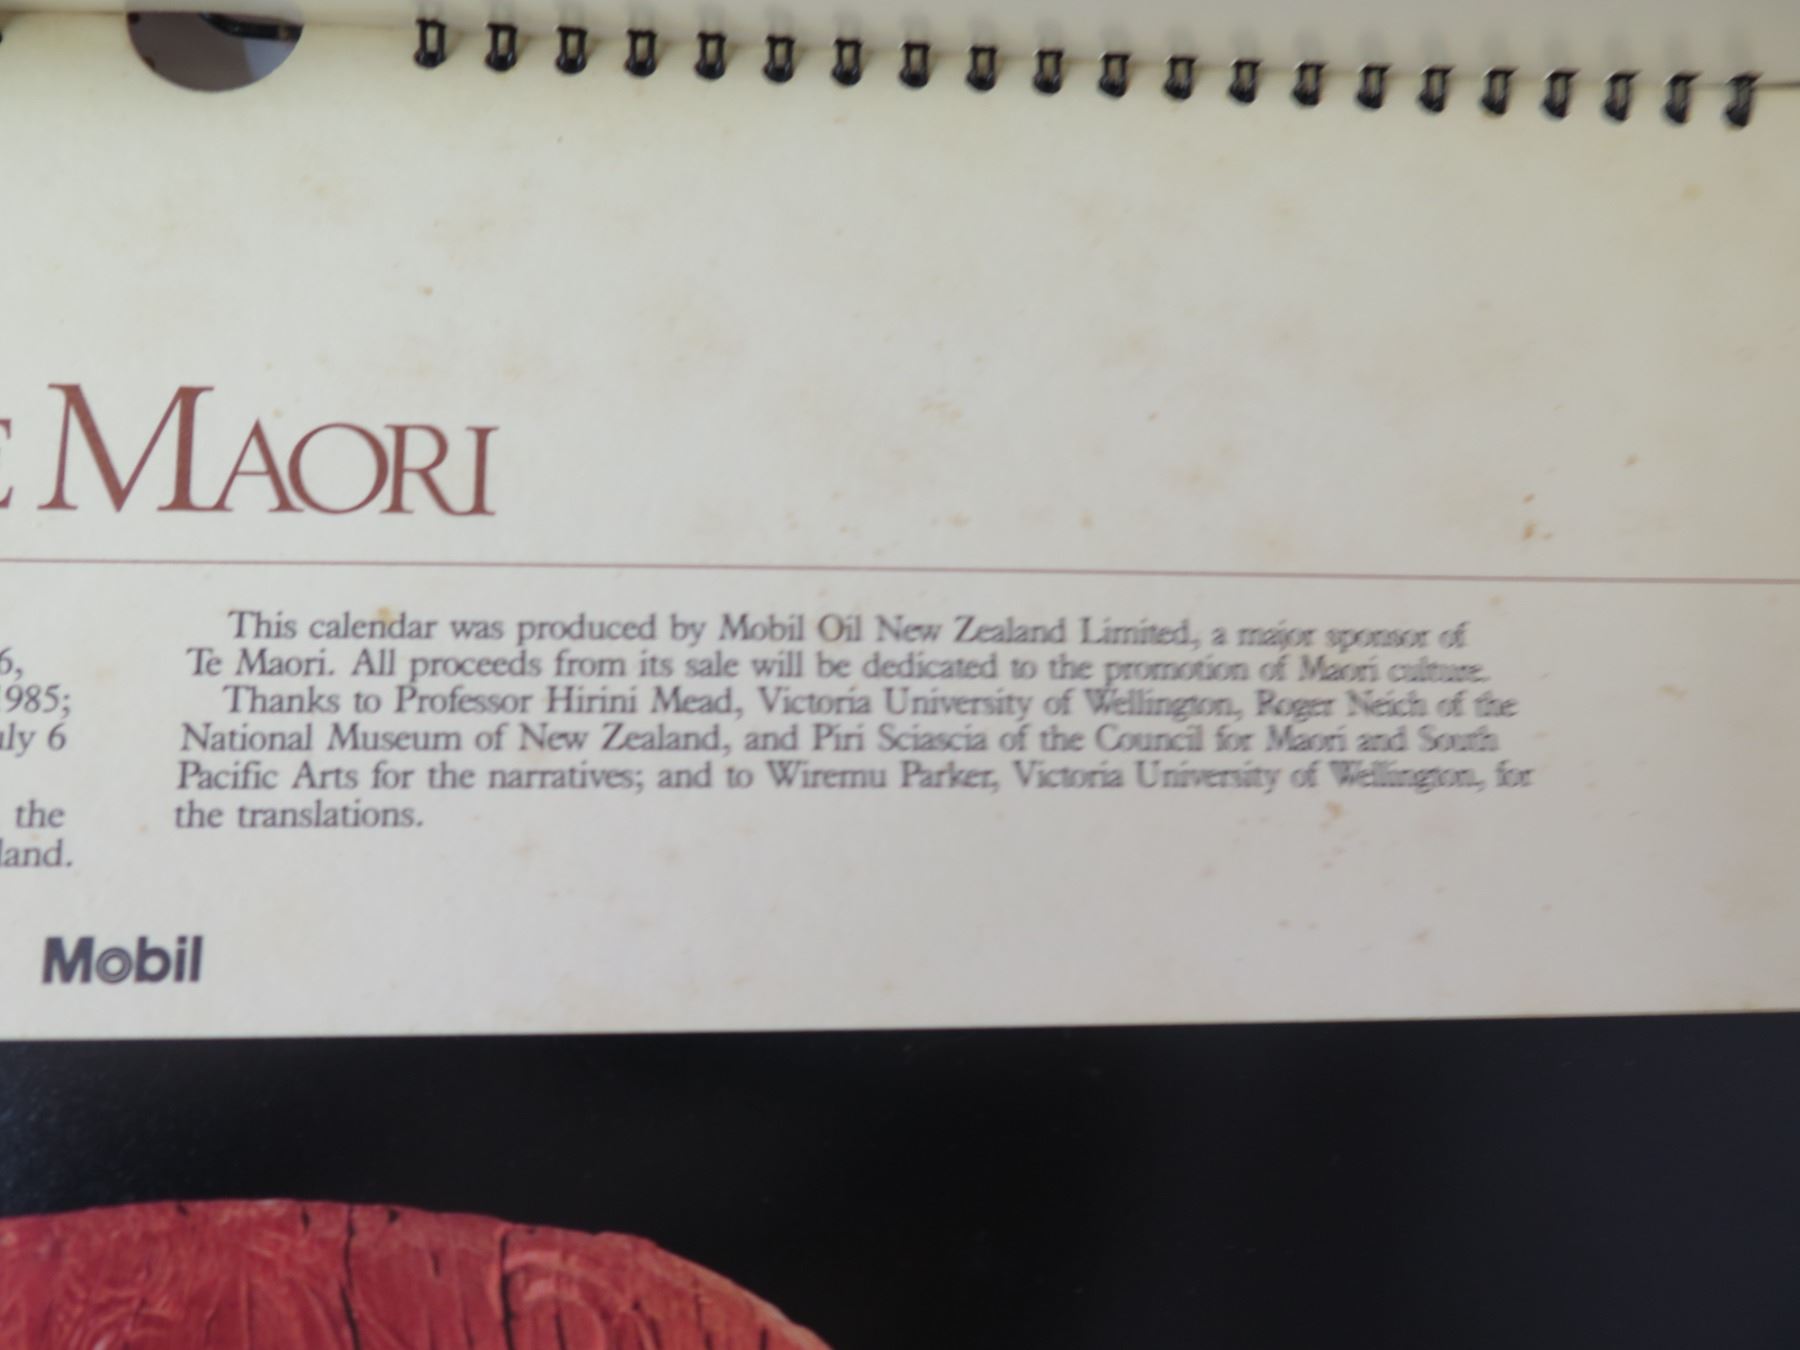 E MAORI
6,
1985;
uly 6
the
land.
This calendar was produced by Mobil Oil New Zealand Limited, a major sponsor of
Te Maori. All proceeds from its sale will be dedicated to the promotion of Maori culture.
Thanks to Professor Hirini Mead, Victoria University of Wellington, Roger Neich of the
National Museum of New Zealand, and Piri Sciascia of the Council for Maori and South
Pacific Arts for the narratives; and to Wiremu Parker, Victoria University of Wellington, for
the translations.
Mobil